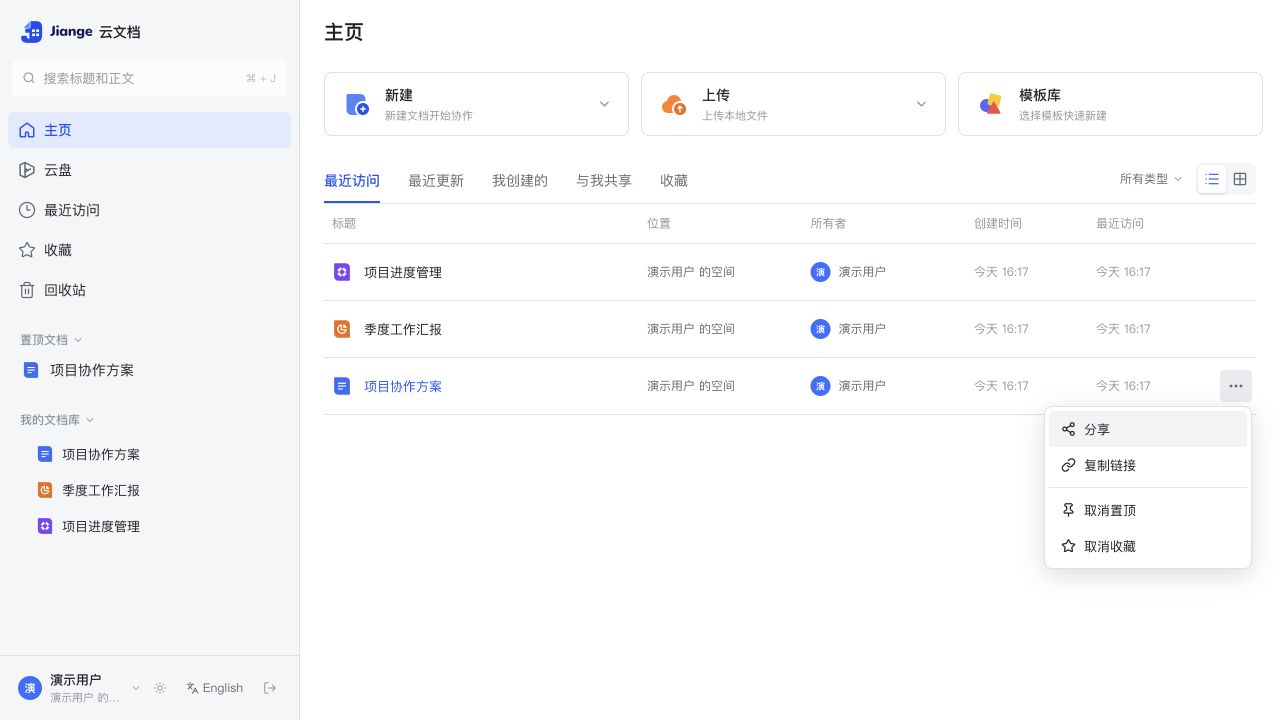 Jiange 云文档
搜索标题和正文 ⌘ + J
主页
云盘
最近访问
收藏
回收站
置顶文档
项目协作方案
我的文档库
项目协作方案
季度工作汇报
项目进度管理
演 演示用户
演示用户 的...
English
主页
新建
新建文档开始协作
上传
上传本地文件
模板库
选择模板快速新建
最近访问 最近更新 我创建的 与我共享 收藏 所有类型
标题 位置 所有者 创建时间 最近访问
项目进度管理 演示用户 的空间 演 演示用户 今天 16:17 今天 16:17
季度工作汇报 演示用户 的空间 演 演示用户 今天 16:17 今天 16:17
项目协作方案 演示用户 的空间 演 演示用户 今天 16:17 今天 16:17
分享
复制链接
取消置顶
取消收藏